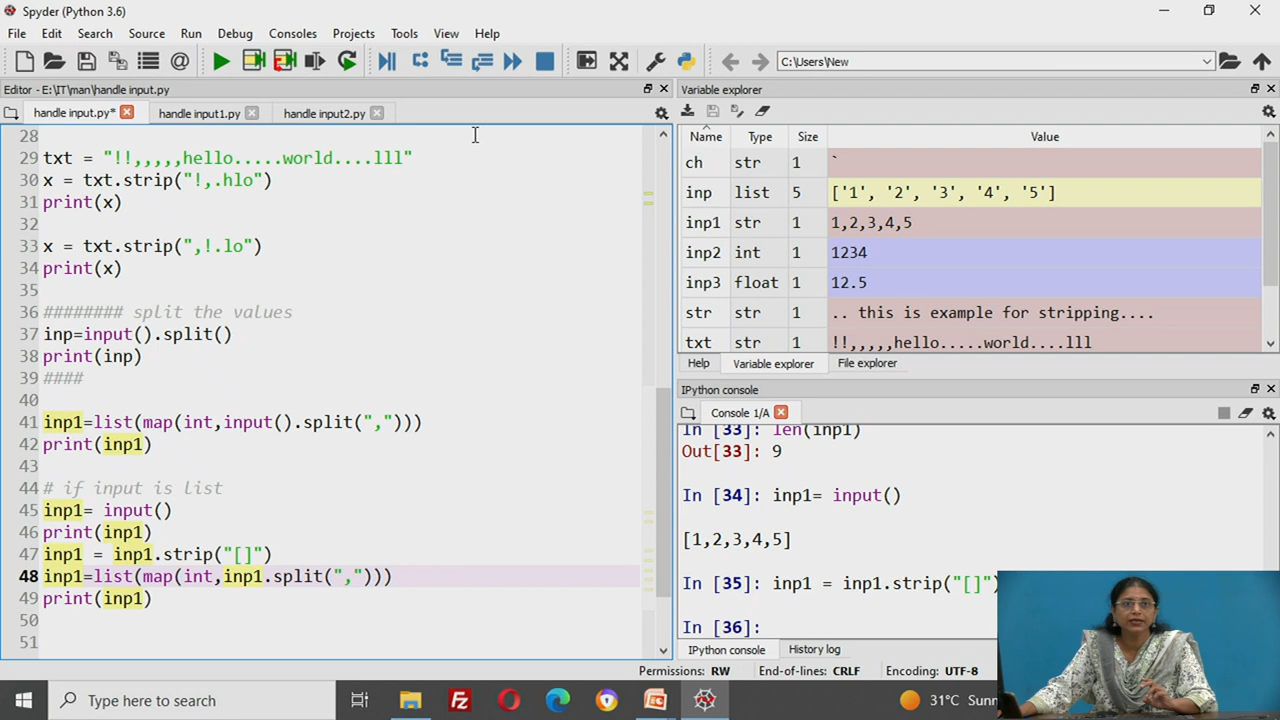 Spyder (Python 3.6)
File Edit Search Source Run Debug Consoles Projects Tools View Help
C:\Users\New
Editor - E:\IT\man\handle input.py
handle input.py* handle input1.py handle input2.py
28
29 txt = "!!,,,,,hello.....world....lll"
30 x = txt.strip("!,.hlo")
31 print(x)
32
33 x = txt.strip(",!.lo")
34 print(x)
35
36 ######## split the values
37 inp=input().split()
38 print(inp)
39 ####
40
41 inp1=list(map(int,input().split(",")))
42 print(inp1)
43
44 # if input is list
45 inp1= input()
46 print(inp1)
47 inp1 = inp1.strip("[]")
48 inp1=list(map(int,inp1.split(",")))
49 print(inp1)
50
51
Variable explorer
Name Type Size Value
ch str 1 `
inp list 5 ['1', '2', '3', '4', '5']
inp1 str 1 1,2,3,4,5
inp2 int 1 1234
inp3 float 1 12.5
str str 1 .. this is example for stripping....
txt str 1 !!,,,,,hello.....world....lll
Help Variable explorer File explorer
IPython console
Console 1/A
In [33]: len(inp1)
Out[33]: 9
In [34]: inp1= input()
[1,2,3,4,5]
In [35]: inp1 = inp1.strip("[]")
In [36]:
IPython console History log
Permissions: RW End-of-lines: CRLF Encoding: UTF-8
Type here to search
31°C Sunn